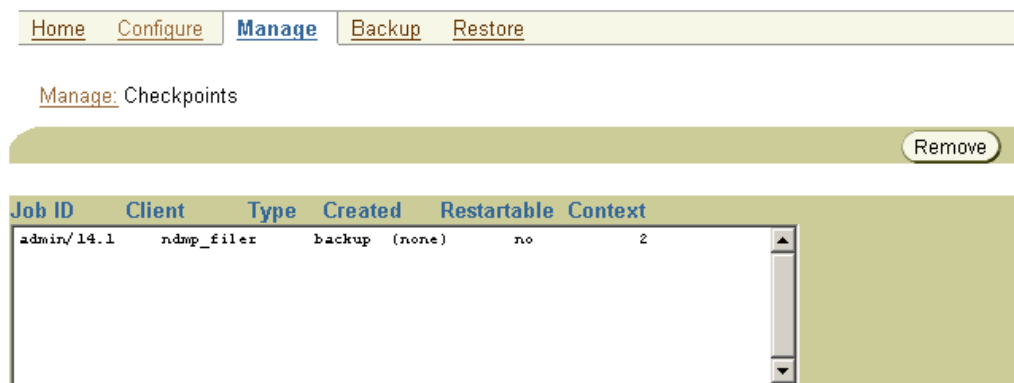 Home Configure Manage Backup Restore
Manage: Checkpoints
Remove
Job ID Client Type Created Restartable Context
admin/14.1 ndmp_filer backup (none) no 2